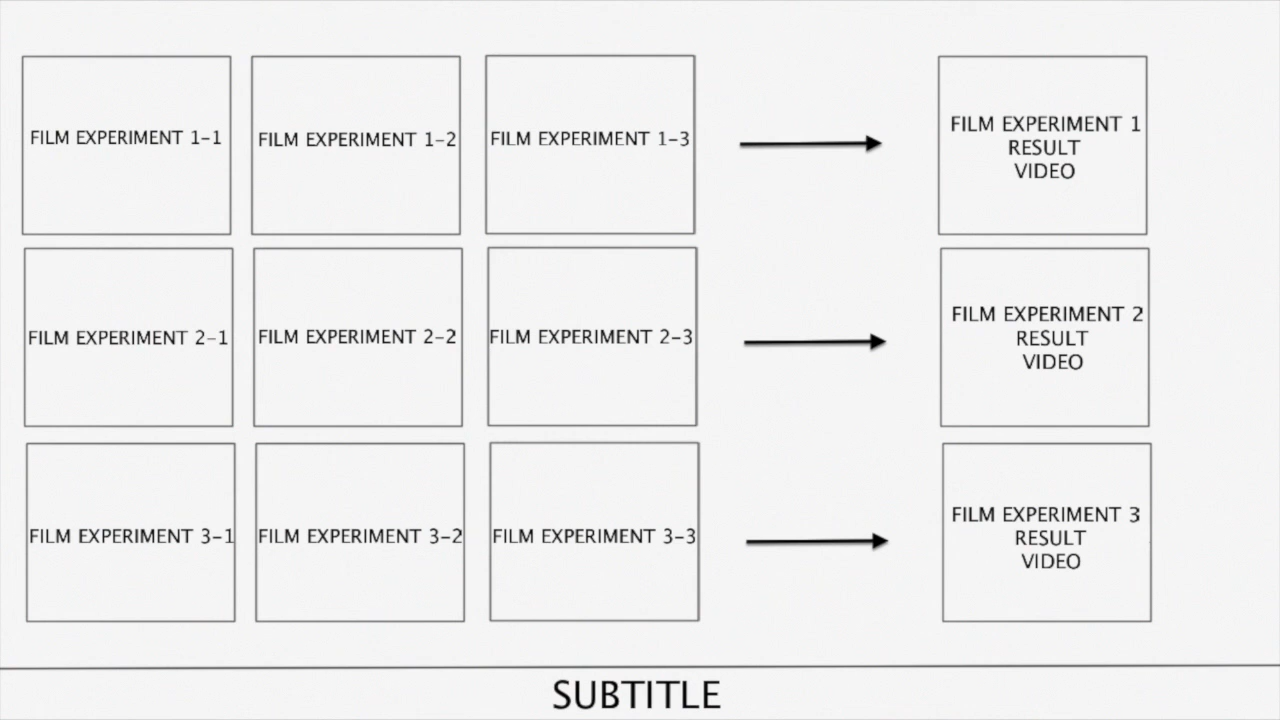 FILM EXPERIMENT 1-1
FILM EXPERIMENT 1-2
FILM EXPERIMENT 1-3
FILM EXPERIMENT 1
RESULT
VIDEO
FILM EXPERIMENT 2-1
FILM EXPERIMENT 2-2
FILM EXPERIMENT 2-3
FILM EXPERIMENT 2
RESULT
VIDEO
FILM EXPERIMENT 3-1
FILM EXPERIMENT 3-2
FILM EXPERIMENT 3-3
FILM EXPERIMENT 3
RESULT
VIDEO
SUBTITLE